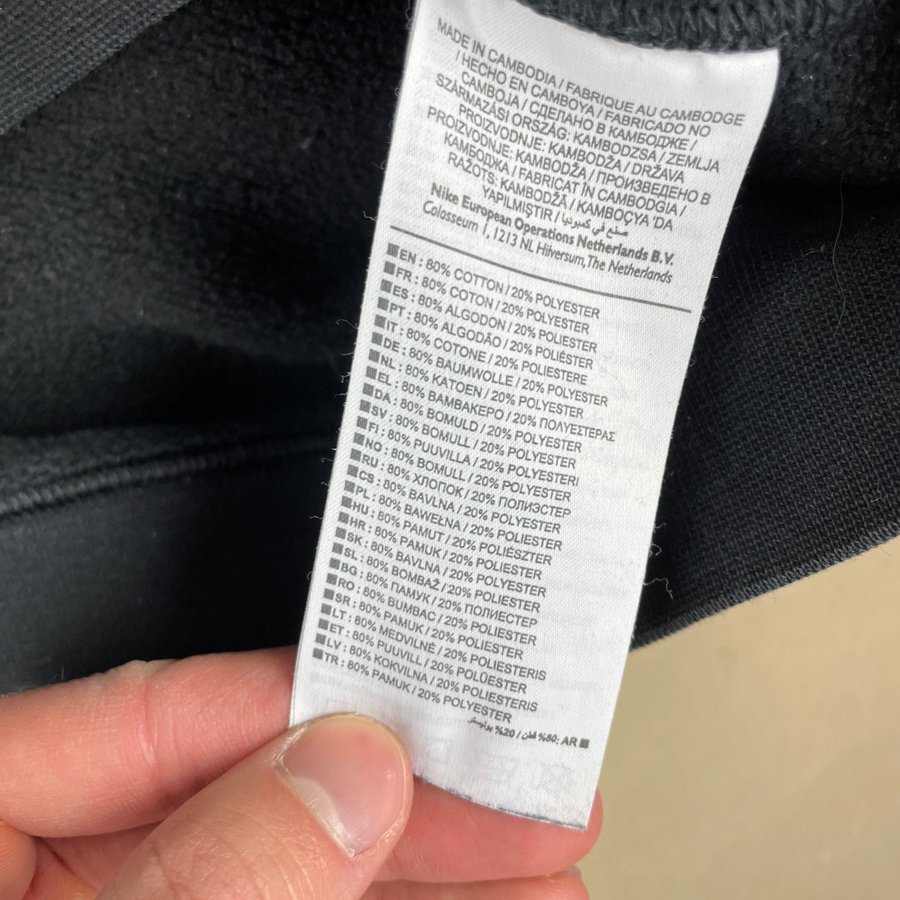 MADE IN CAMBODIA / FABRIQUE AU CAMBODGE
/ HECHO EN CAMBOYA / FABRICADO NO
CAMBOJA / СДЕЛАНО В КАМБОДЖЕ /
SZÁRMAZÁSI ORSZÁG: KAMBODZSA / ZEMLJA
PROIZVODNJE: KAMBODŽA / DRŽAVA
PROIZVODNJE: KAMBODŽA / ПРОИЗВЕДЕНО В
КАМБОДЖА / FABRICAT ÎN CAMBODGIA /
RAŽOTS: KAMBODŽĀ / KAMBOÇYA 'DA
YAPILMIŞTIR / صنع في كمبوديا
Nike European Operations Netherlands B.V.
Colosseum 1, 1213 NL Hilversum, The Netherlands
EN : 80% COTTON / 20% POLYESTER
FR : 80% COTON / 20% POLYESTER
ES : 80% ALGODON / 20% POLIESTER
PT : 80% ALGODÃO / 20% POLIÉSTER
IT : 80% COTONE / 20% POLIESTERE
DE : 80% BAUMWOLLE / 20% POLYESTER
NL : 80% KATOEN / 20% POLYESTER
EL : 80% ΒΑΜΒΑΚΕΡΟ / 20% ΠΟΛΥΕΣΤΕΡΑΣ
DA : 80% BOMULD / 20% POLYESTER
SV : 80% BOMULL / 20% POLYESTER
FI : 80% PUUVILLA / 20% POLYESTERI
NO : 80% BOMULL / 20% POLYESTER
RU : 80% ХЛОПОК / 20% ПОЛИЭСТЕР
CS : 80% BAVLNA / 20% POLYESTER
PL : 80% BAWEŁNA / 20% POLYESTER
HU : 80% PAMUT / 20% POLIÉSZTER
HR : 80% PAMUK / 20% POLIESTER
SK : 80% BAVLNA / 20% POLYESTER
SL : 80% BOMBAŽ / 20% POLIESTER
BG : 80% ПАМУК / 20% ПОЛИЕСТЕР
RO : 80% BUMBAC / 20% POLIESTER
SR : 80% PAMUK / 20% POLIESTER
LT : 80% MEDVILNĖ / 20% POLIESTERIS
ET : 80% PUUVILL / 20% POLÜESTER
LV : 80% KOKVILNA / 20% POLIESTERIS
TR : 80% PAMUK / 20% POLYESTER
AR :80% قطن / 20% بوليستر